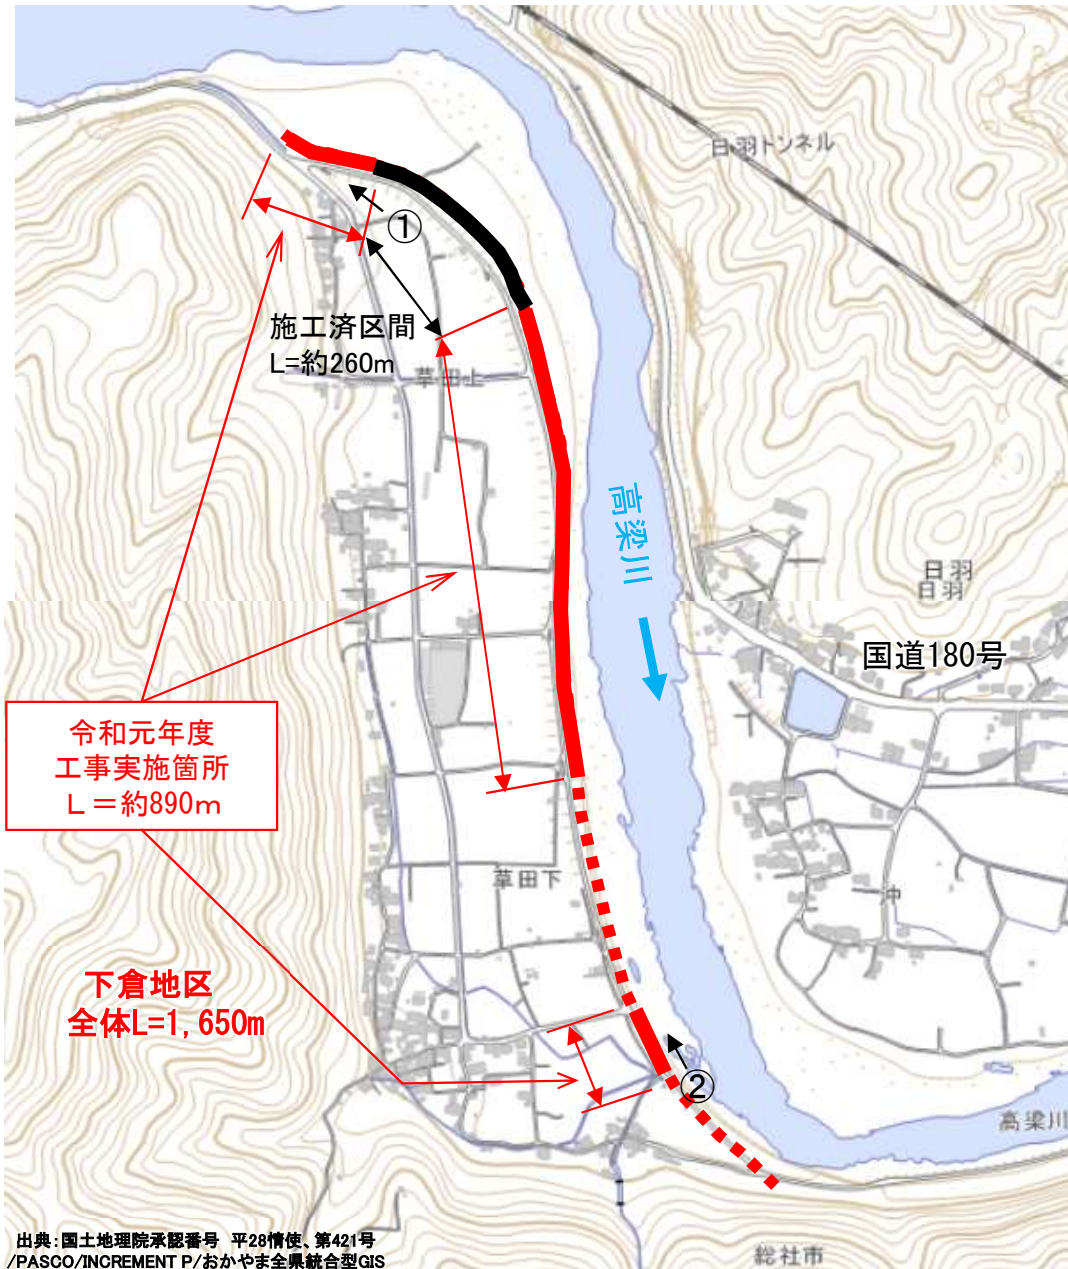 日羽トンネル
①
施工済区間
L=約260m
草田上
高梁川
日羽
日羽
国道180号
令和元年度
工事実施箇所
L＝約890m
草田下
中
下倉地区
全体L=1,650m
②
高梁川
出典:国土地理院承認番号 平28情使、第421号
/PASCO/INCREMENT P/おかやま全県統合型GIS
総社市